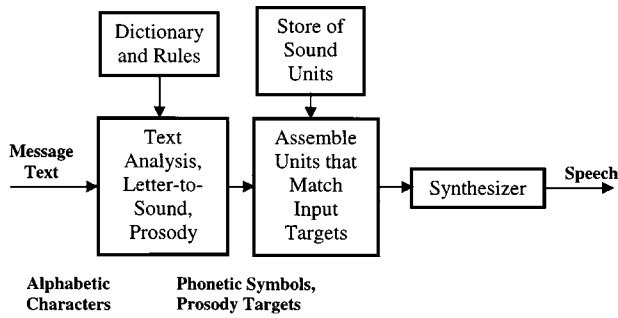 Dictionary
and Rules
Store of
Sound
Units
Message
Text
Text
Analysis,
Letter-to-
Sound,
Prosody
Assemble
Units that
Match
Input
Targets
Synthesizer
Speech
Alphabetic
Characters
Phonetic Symbols,
Prosody Targets